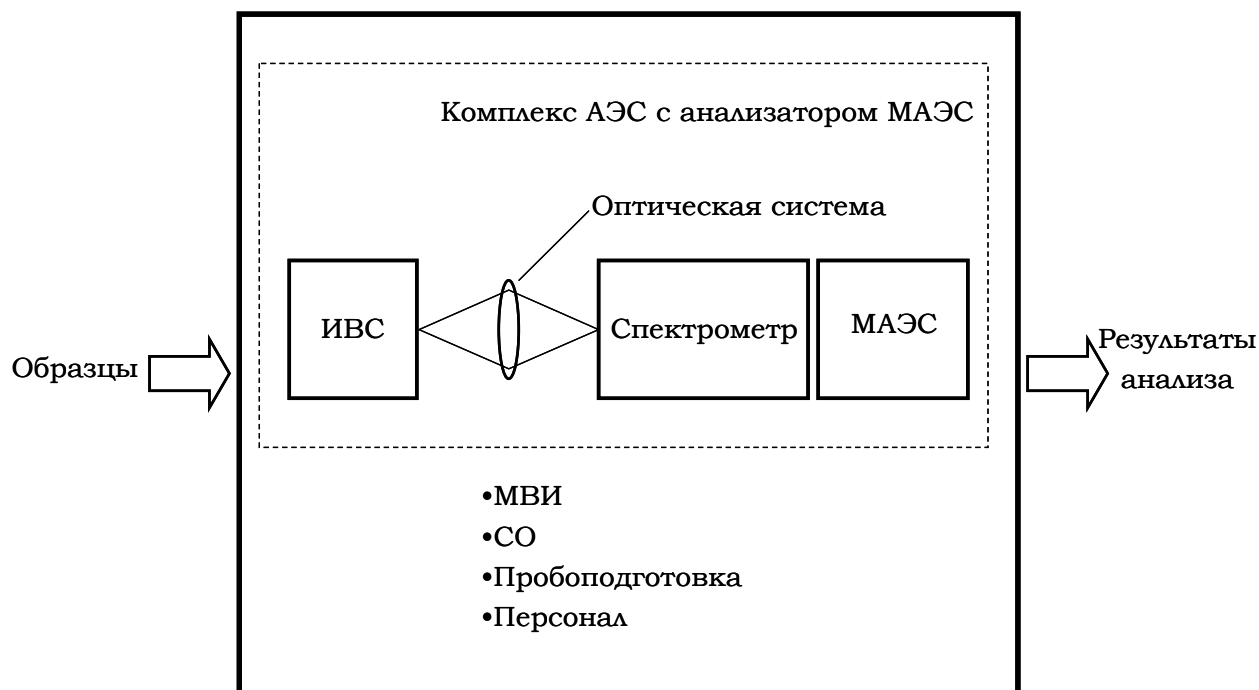 Комплекс АЭС с анализатором МАЭС
Оптическая система
ИВС
Спектрометр
МАЭС
Образцы
Результаты
анализа
•МВИ
•СО
•Пробоподготовка
•Персонал